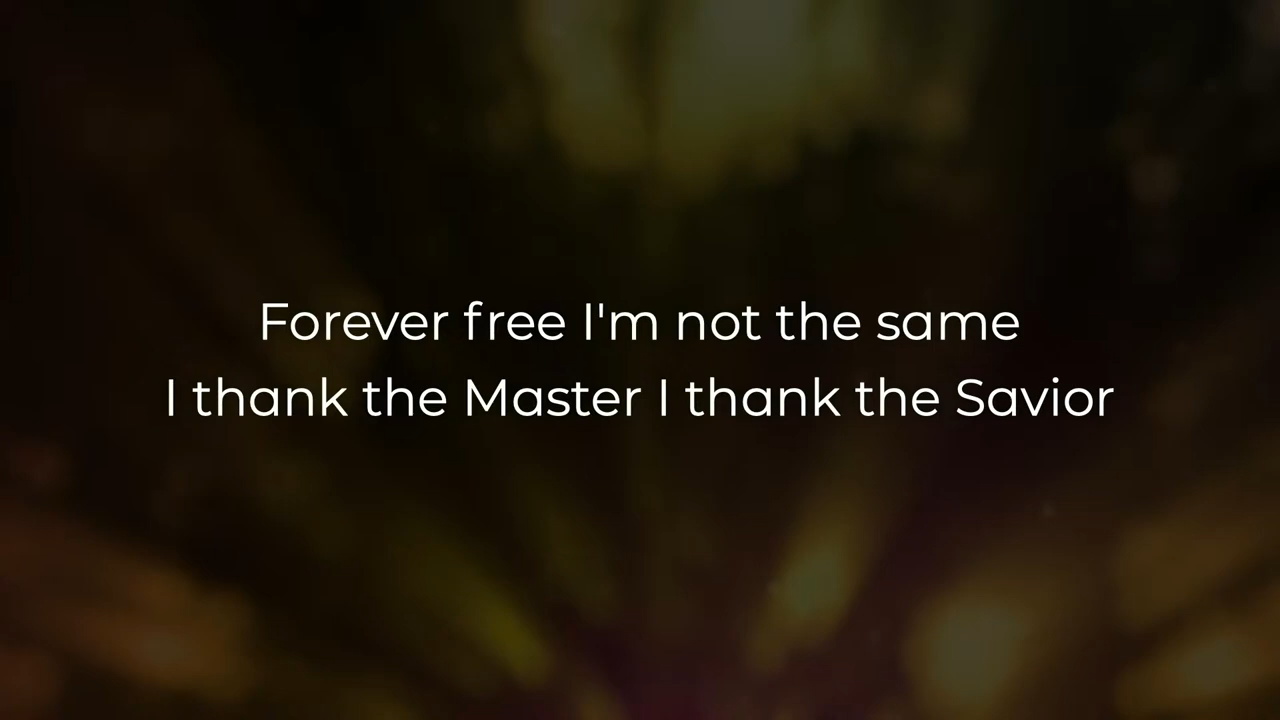 Forever free I'm not the same
I thank the Master I thank the Savior